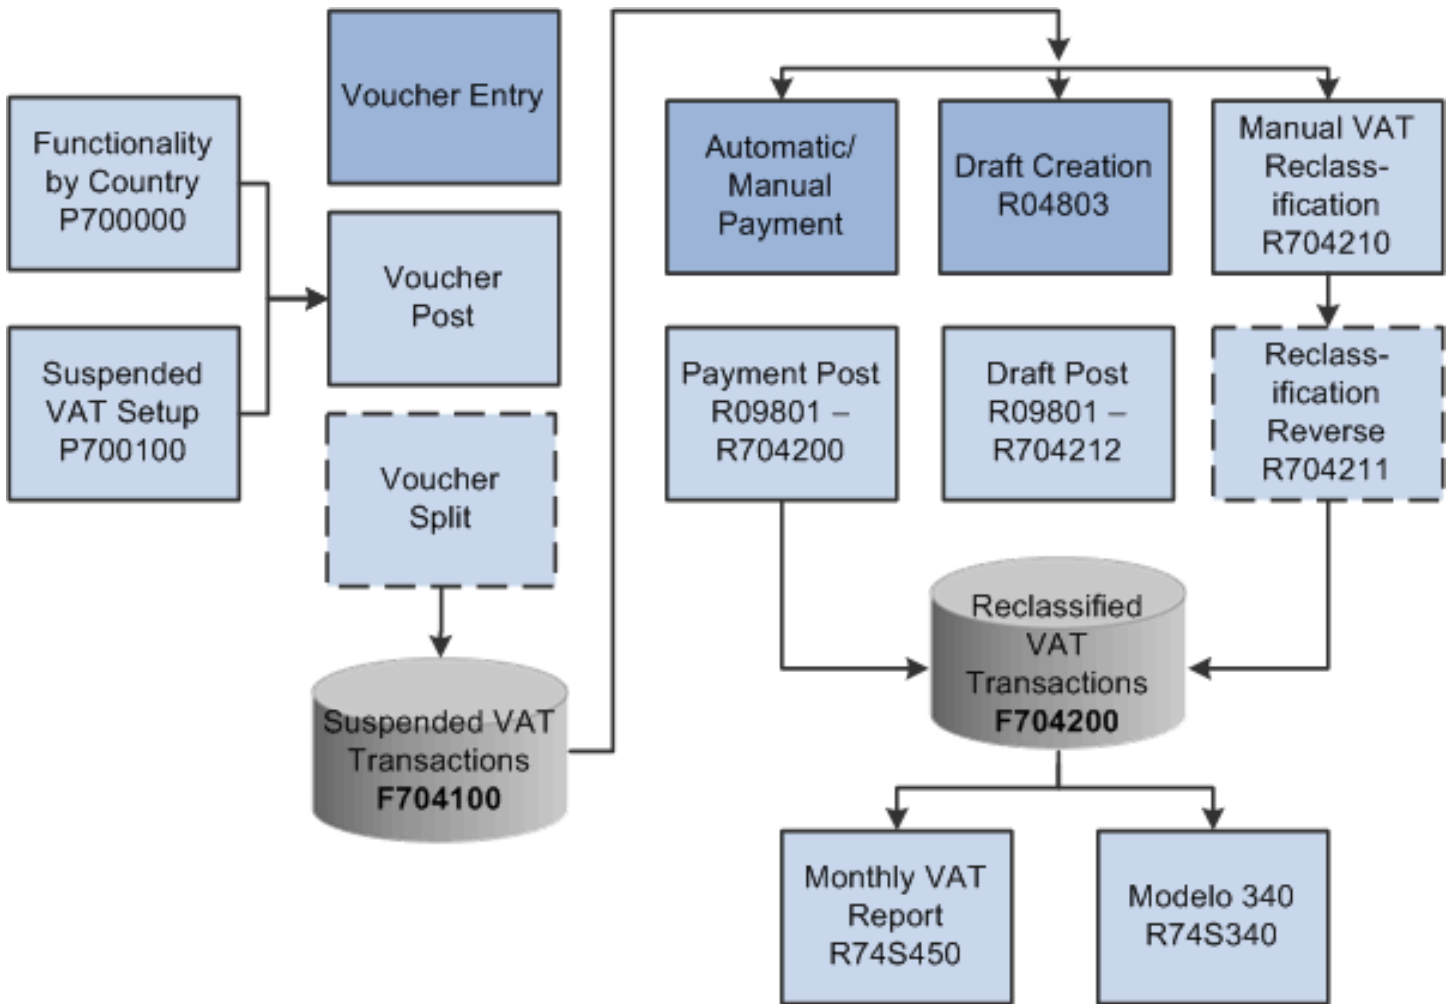 Functionality
by Country
P700000
Suspended
VAT Setup
P700100
Voucher Entry
Voucher
Post
Voucher
Split
Suspended VAT
Transactions
F704100
Automatic/
Manual
Payment
Draft Creation
R04803
Manual VAT
Reclass-
ification
R704210
Payment Post
R09801 –
R704200
Draft Post
R09801 –
R704212
Reclass-
ification
Reverse
R704211
Reclassified
VAT
Transactions
F704200
Monthly VAT
Report
R74S450
Modelo 340
R74S340